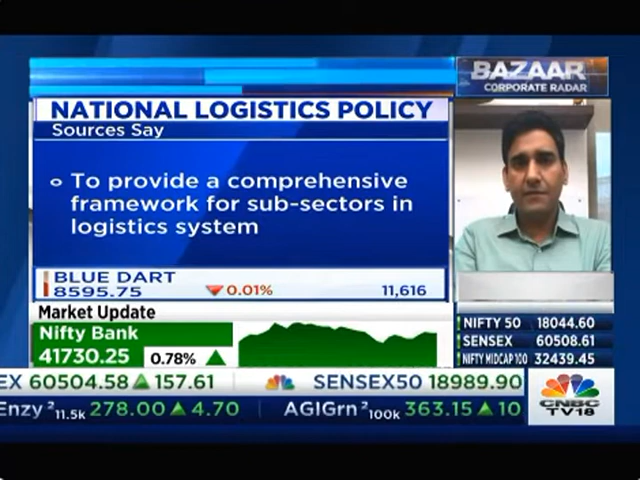 BAZAAR
CORPORATE RADAR
NATIONAL LOGISTICS POLICY
Sources Say
To provide a comprehensive
framework for sub-sectors in
logistics system
BLUE DART
8595.75 0.01% 11,616
Market Update
Nifty Bank
41730.25 0.78%
NIFTY 50 18044.60
SENSEX 60508.61
NIFTY MIDCAP 100 32439.45
EX 60504.58 157.61 SENSEX50 18989.90
Enzy 2 11.5k 278.00 4.70 AGIGrn 2 100k 363.15 10
CNBC
TV18